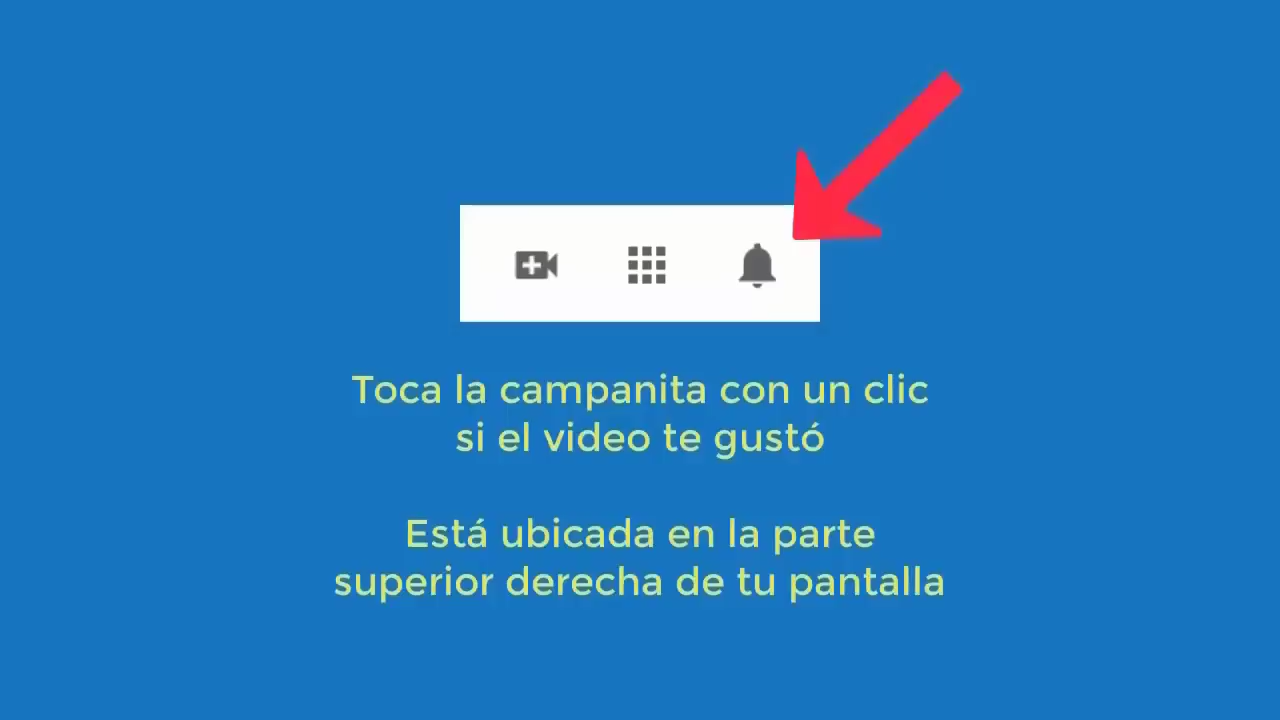 Toca la campanita con un clic
si el video te gustó
Está ubicada en la parte
superior derecha de tu pantalla